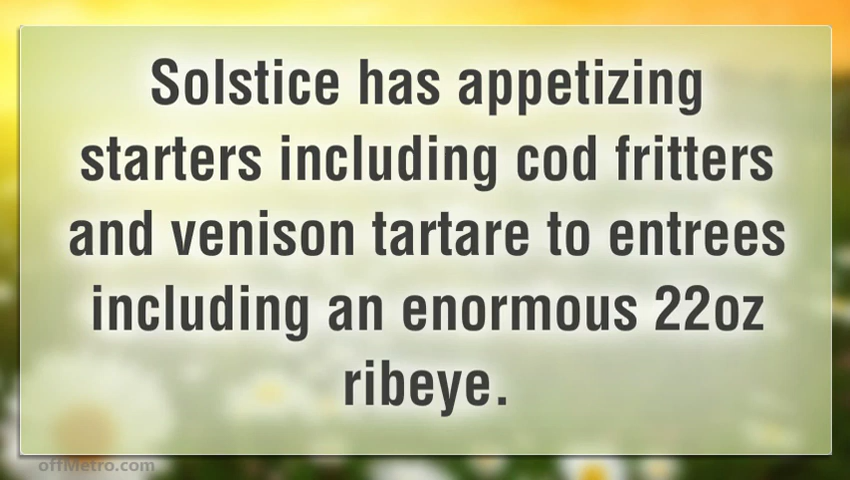 Solstice has appetizing
starters including cod fritters
and venison tartare to entrees
including an enormous 22oz
ribeye.
offMetro.com